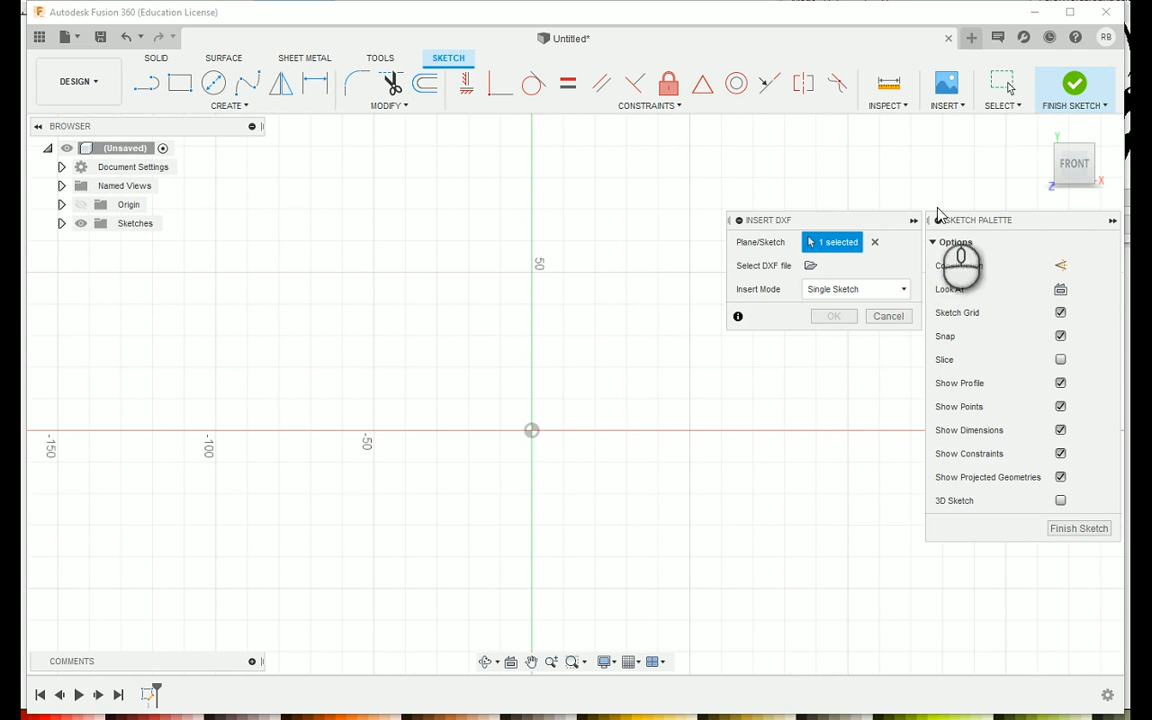 Autodesk Fusion 360 (Education License)
Untitled*
RB
SOLID SURFACE SHEET METAL TOOLS SKETCH
DESIGN
CREATE MODIFY CONSTRAINTS INSPECT INSERT SELECT FINISH SKETCH
BROWSER
(Unsaved)
Document Settings
Named Views
Origin
Sketches
Y
FRONT
Z
X
INSERT DXF
Plane/Sketch 1 selected
Select DXF file
Insert Mode Single Sketch
OK Cancel
SKETCH PALETTE
Options
Look At
Sketch Grid
Snap
Slice
Show Profile
Show Points
Show Dimensions
Show Constraints
Show Projected Geometries
3D Sketch
Finish Sketch
50
-150
-100
-50
COMMENTS